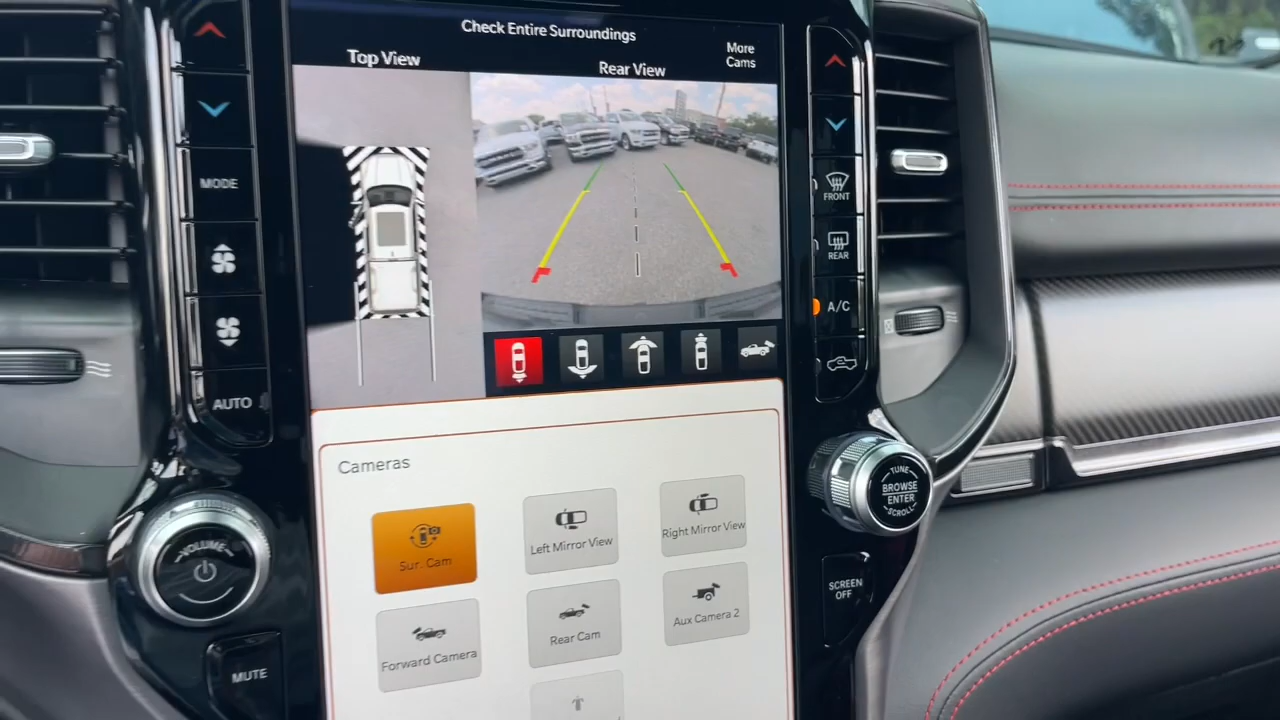 Check Entire Surroundings
Top View
Rear View
More
Cams
MODE
AUTO
FRONT
REAR
A/C
Cameras
Sur. Cam
Left Mirror View
Right Mirror View
Forward Camera
Rear Cam
Aux Camera 2
VOLUME
MUTE
TUNE
BROWSE
ENTER
SCROLL
SCREEN
OFF